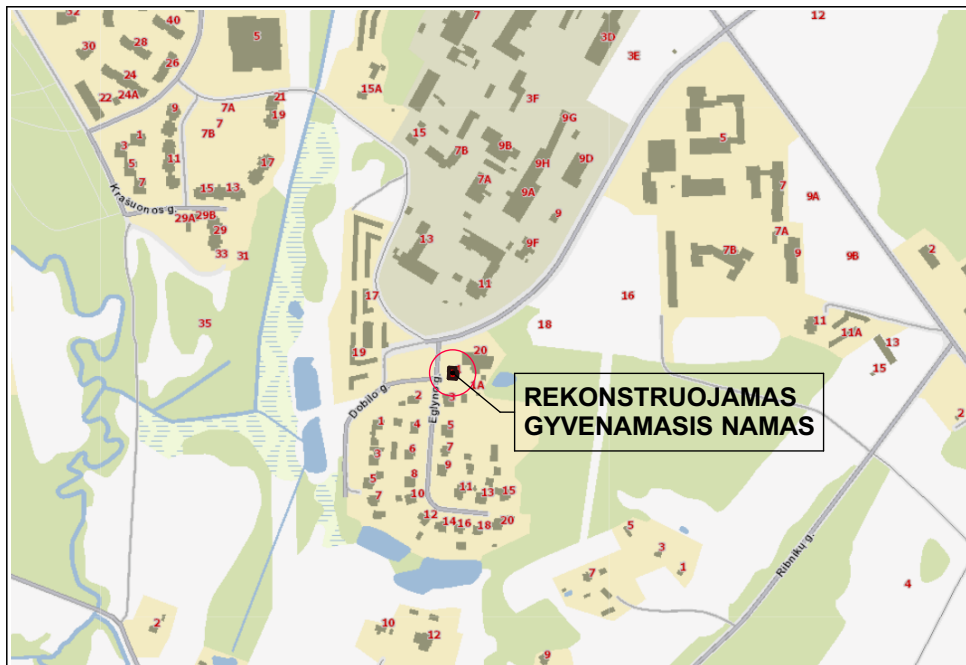 32
40
7
12
30
28
5
3D
24
26
3E
22
24A
15A
9
7A
21
3F
7
19
9G
1
7B
15
5
3
7B
9B
5
11
17
9H
9D
7
15
13
7A
9A
7
9A
Krašuonos g.
29A
29B
9
29
13
9F
7A
33
31
7B
9
9B
2
11
17
16
35
18
11
11A
13
19
20
15
1A
REKONSTRUOJAMAS
GYVENAMASIS NAMAS
Dobilo g.
Eglyno g.
2
1
4
5
2
3
6
7
9
5
8
7
10
11
13
15
12
14
16
18
20
5
3
Ribnikų g.
7
1
4
2
10
12
9